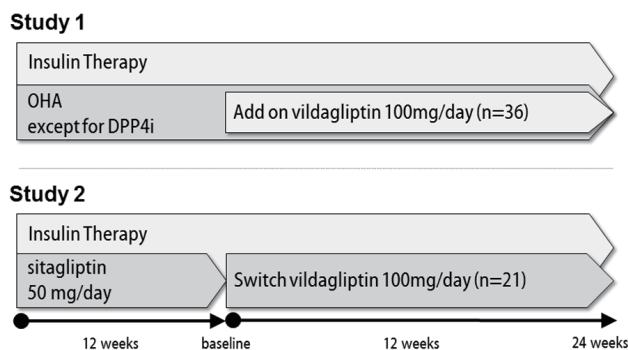 Study 1
Insulin Therapy
OHA
except for DPP4i
Add on vildagliptin 100mg/day (n=36)
Study 2
Insulin Therapy
sitagliptin
50 mg/day
Switch vildagliptin 100mg/day (n=21)
12 weeks
baseline
12 weeks
24 weeks